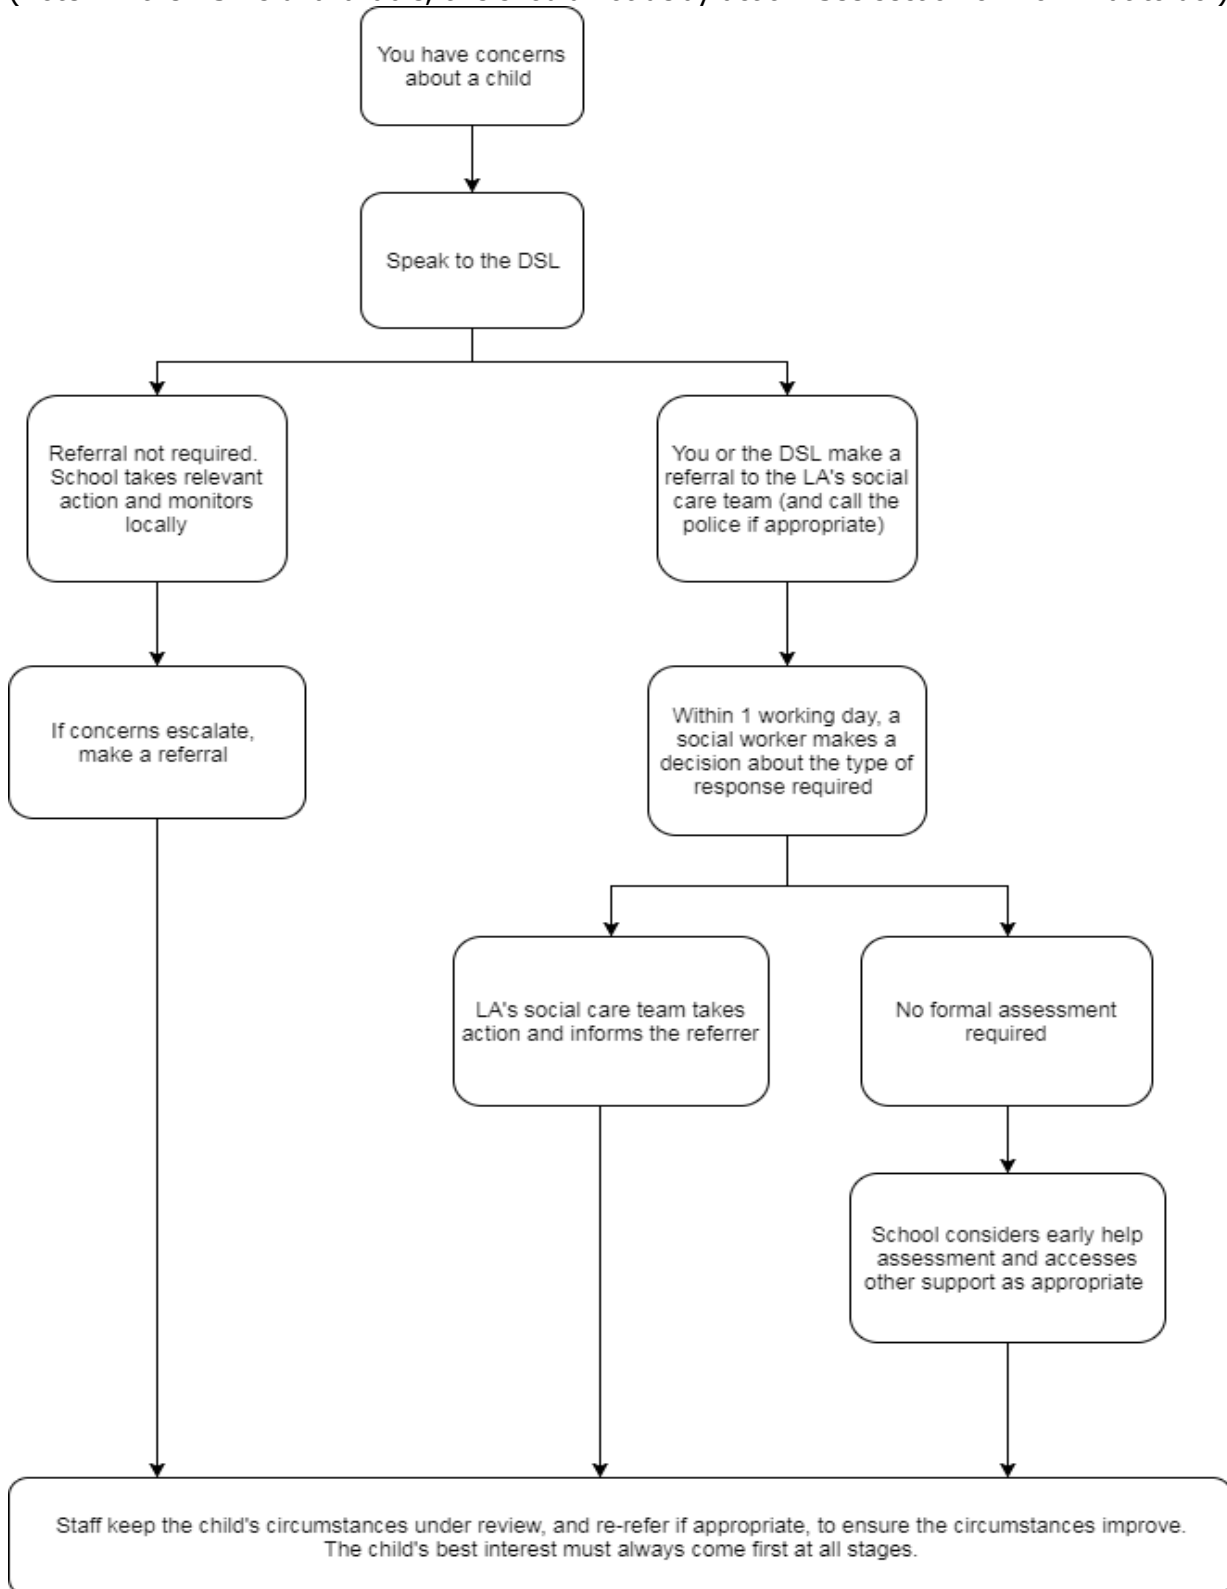 You have concerns
about a child
Speak to the DSL
Referral not required.
School takes relevant
action and monitors
locally
You or the DSL make a
referral to the LA's social
care team (and call the
police if appropriate)
If concerns escalate,
make a referral
Within 1 working day, a
social worker makes a
decision about the type of
response required
LA's social care team takes
action and informs the referrer
No formal assessment
required
School considers early help
assessment and accesses
other support as appropriate
Staff keep the child's circumstances under review, and re-refer if appropriate, to ensure the circumstances improve.
The child's best interest must always come first at all stages.